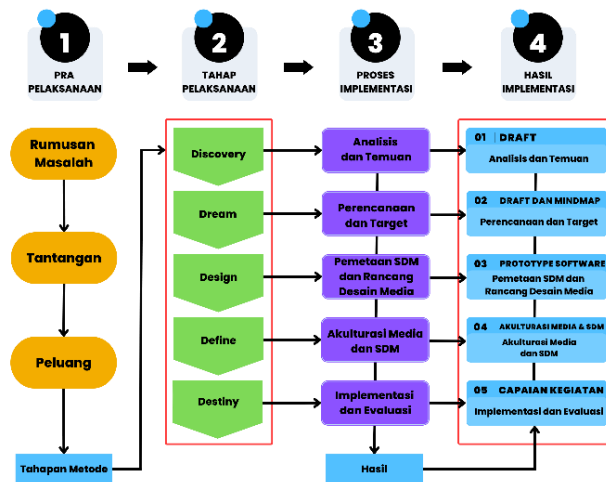 1
PRA
PELAKSANAAN
2
TAHAP
PELAKSANAAN
3
PROSES
IMPLEMENTASI
4
HASIL
IMPLEMENTASI
Rumusan
Masalah
Tantangan
Peluang
Tahapan Metode
Discovery
Dream
Design
Define
Destiny
Analisis
dan Temuan
Perencanaan
dan Target
Pemetaan SDM
dan Rancang
Desain Media
Akulturasi Media
dan SDM
Implementasi
dan Evaluasi
Hasil
01 | DRAFT
Analisis dan Temuan
02 DRAFT DAN MINDMAP
Perencanaan dan Target
03 PROTOTYPE SOFTWARE
Pemetaan SDM dan
Rancang Desain Media
04 AKULTURASI MEDIA & SDM
Akulturasi Media
dan SDM
05 CAPAIAN KEGIATAN
Implementasi dan Evaluasi